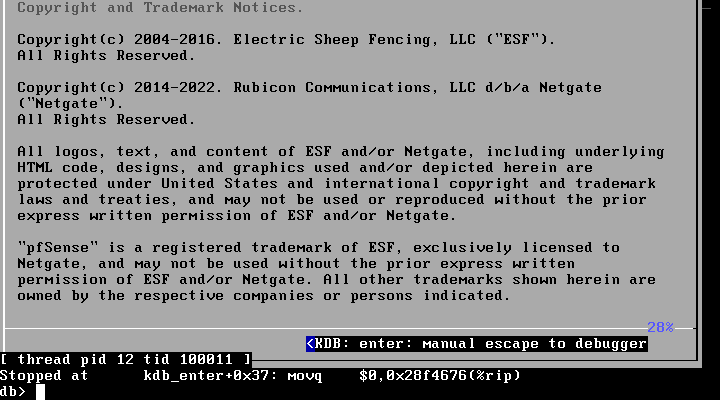 Copyright and Trademark Notices.
Copyright(c) 2004-2016. Electric Sheep Fencing, LLC ("ESF").
All Rights Reserved.
Copyright(c) 2014-2022. Rubicon Communications, LLC d/b/a Netgate
("Netgate").
All Rights Reserved.
All logos, text, and content of ESF and/or Netgate, including underlying
HTML code, designs, and graphics used and/or depicted herein are
protected under United States and international copyright and trademark
laws and treaties, and may not be used or reproduced without the prior
express written permission of ESF and/or Netgate.
"pfSense" is a registered trademark of ESF, exclusively licensed to
Netgate, and may not be used without the prior express written
permission of ESF and/or Netgate. All other trademarks shown herein are
owned by the respective companies or persons indicated.
28%
<KDB: enter: manual escape to debugger
[ thread pid 12 tid 100011 ]
Stopped at      kdb_enter+0x37: movq    $0,0x28f4676(%rip)
db>